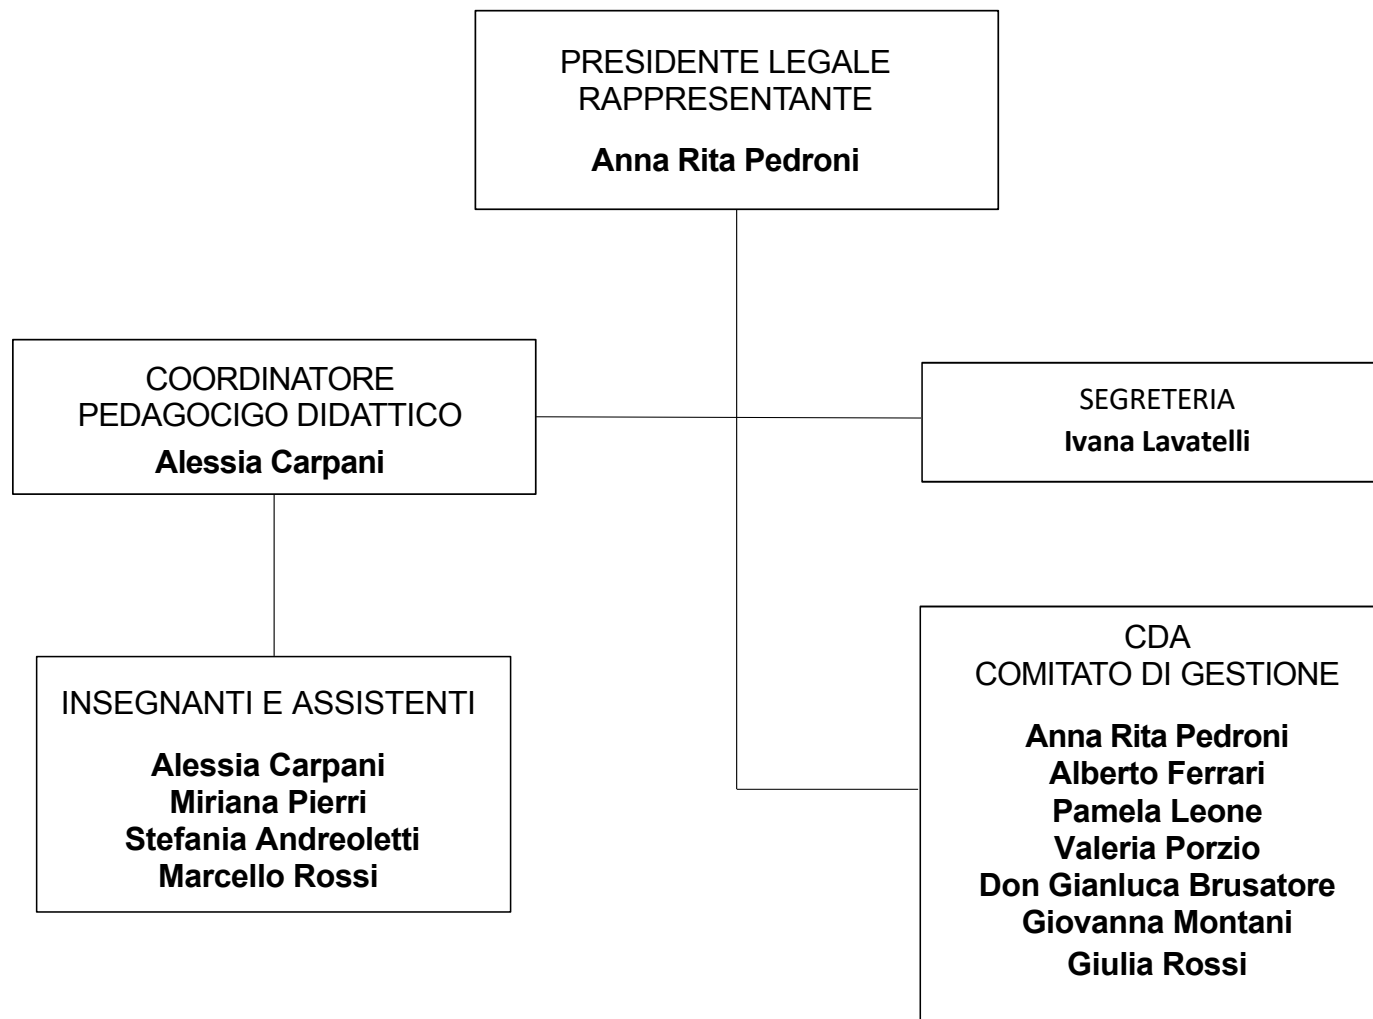 PRESIDENTE LEGALE
RAPPRESENTANTE
Anna Rita Pedroni
COORDINATORE
PEDAGOCIGO DIDATTICO
Alessia Carpani
SEGRETERIA
Ivana Lavatelli
INSEGNANTI E ASSISTENTI
Alessia Carpani
Miriana Pierri
Stefania Andreoletti
Marcello Rossi
CDA
COMITATO DI GESTIONE
Anna Rita Pedroni
Alberto Ferrari
Pamela Leone
Valeria Porzio
Don Gianluca Brusatore
Giovanna Montani
Giulia Rossi